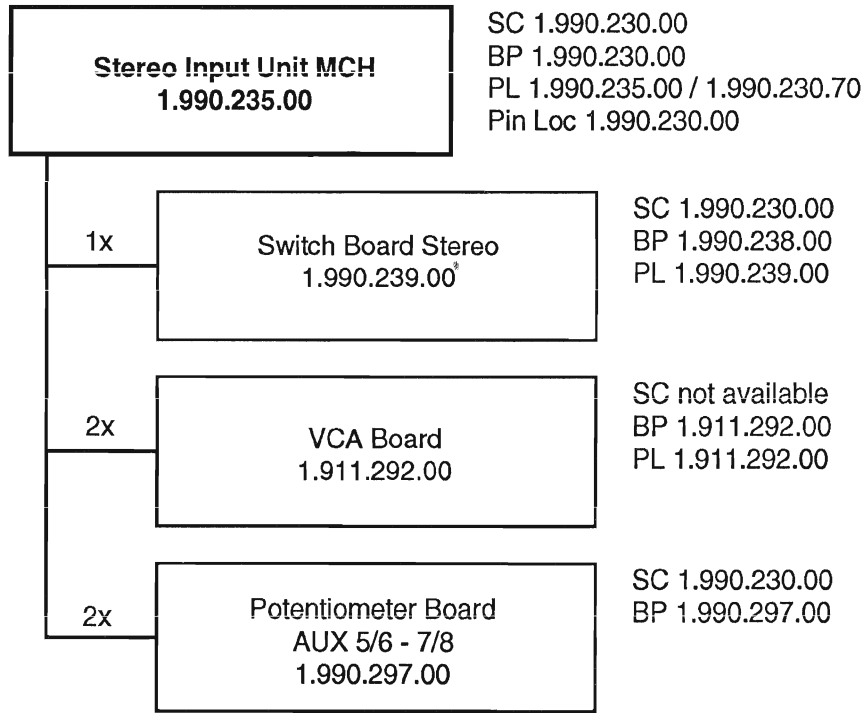 Stereo Input Unit MCH
1.990.235.00
SC 1.990.230.00
BP 1.990.230.00
PL 1.990.235.00 / 1.990.230.70
Pin Loc 1.990.230.00
1x
Switch Board Stereo
1.990.239.00*
SC 1.990.230.00
BP 1.990.238.00
PL 1.990.239.00
2x
VCA Board
1.911.292.00
SC not available
BP 1.911.292.00
PL 1.911.292.00
2x
Potentiometer Board
AUX 5/6 - 7/8
1.990.297.00
SC 1.990.230.00
BP 1.990.297.00